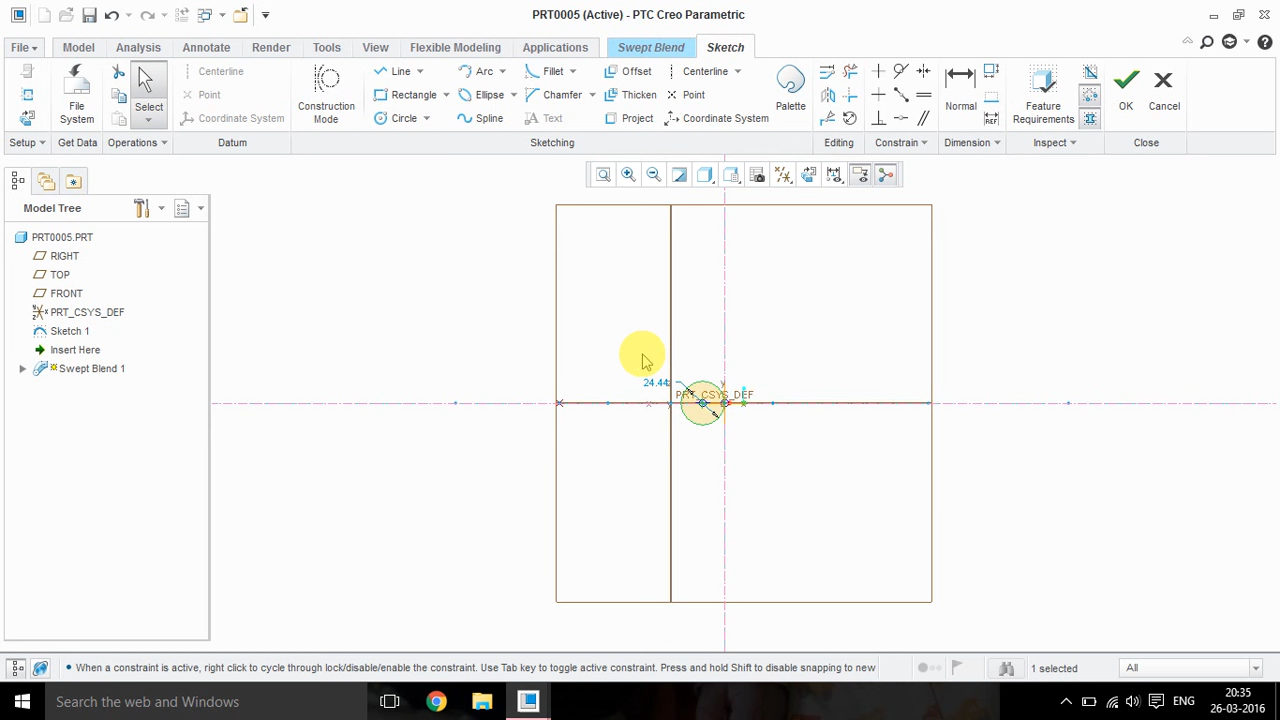 PRT0005 (Active) - PTC Creo Parametric
File Model Analysis Annotate Render Tools View Flexible Modeling Applications Swept Blend Sketch
File System
Select
Centerline
Point
Coordinate System
Construction Mode
Line
Rectangle
Circle
Arc
Ellipse
Spline
Fillet
Chamfer
Text
Offset
Thicken
Project
Centerline
Point
Coordinate System
Palette
Normal
Feature Requirements
OK
Cancel
Setup Get Data Operations Datum Sketching Editing Constrain Dimension Inspect Close
Model Tree
PRT0005.PRT
RIGHT
TOP
FRONT
PRT_CSYS_DEF
Sketch 1
Insert Here
Swept Blend 1
24.44
PRT_CSYS_DEF
When a constraint is active, right click to cycle through lock/disable/enable the constraint. Use Tab key to toggle active constraint. Press and hold Shift to disable snapping to new
1 selected
All
Search the web and Windows
ENG
20:35
26-03-2016